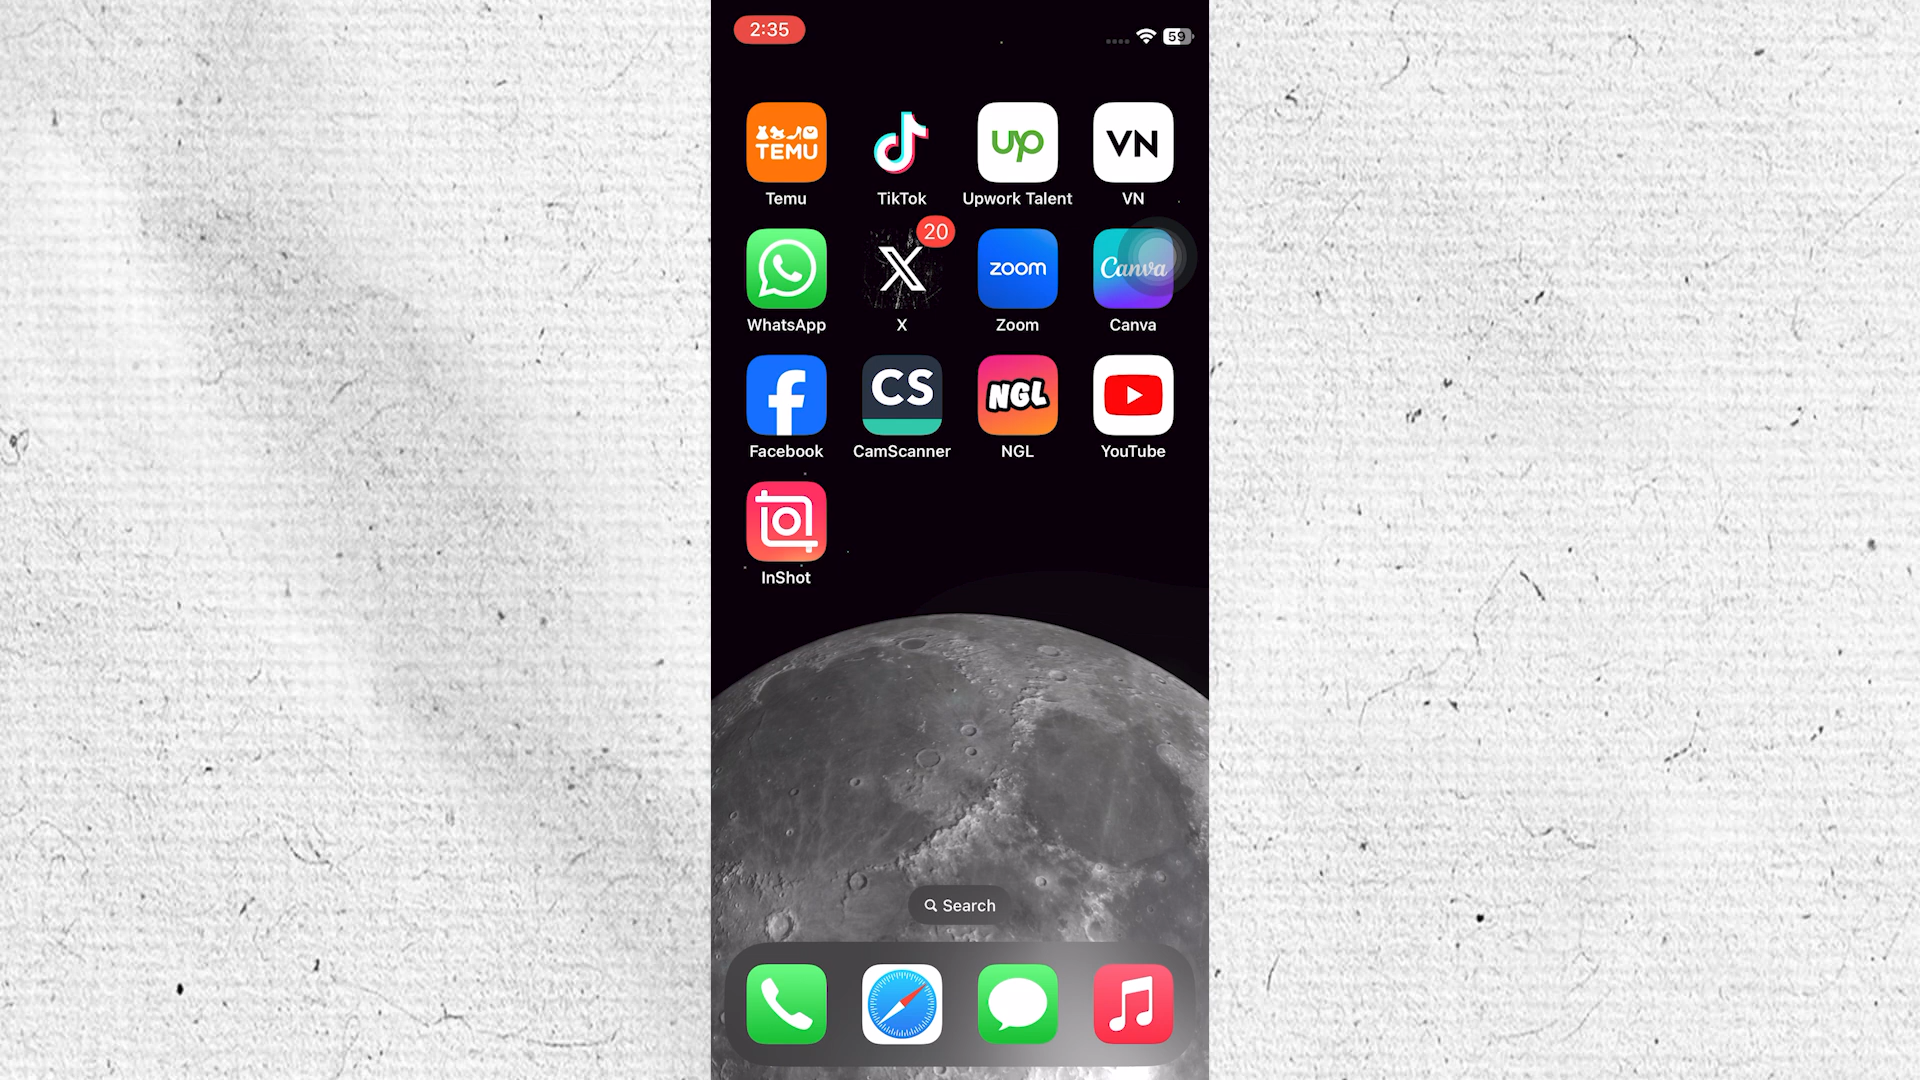 2:35
59
TEMU
UP
VN
Temu
TikTok
Upwork Talent
VN
20
X
zoom
Canva
WhatsApp
X
Zoom
Canva
f
CS
NGL
Facebook
CamScanner
NGL
YouTube
InShot
Search